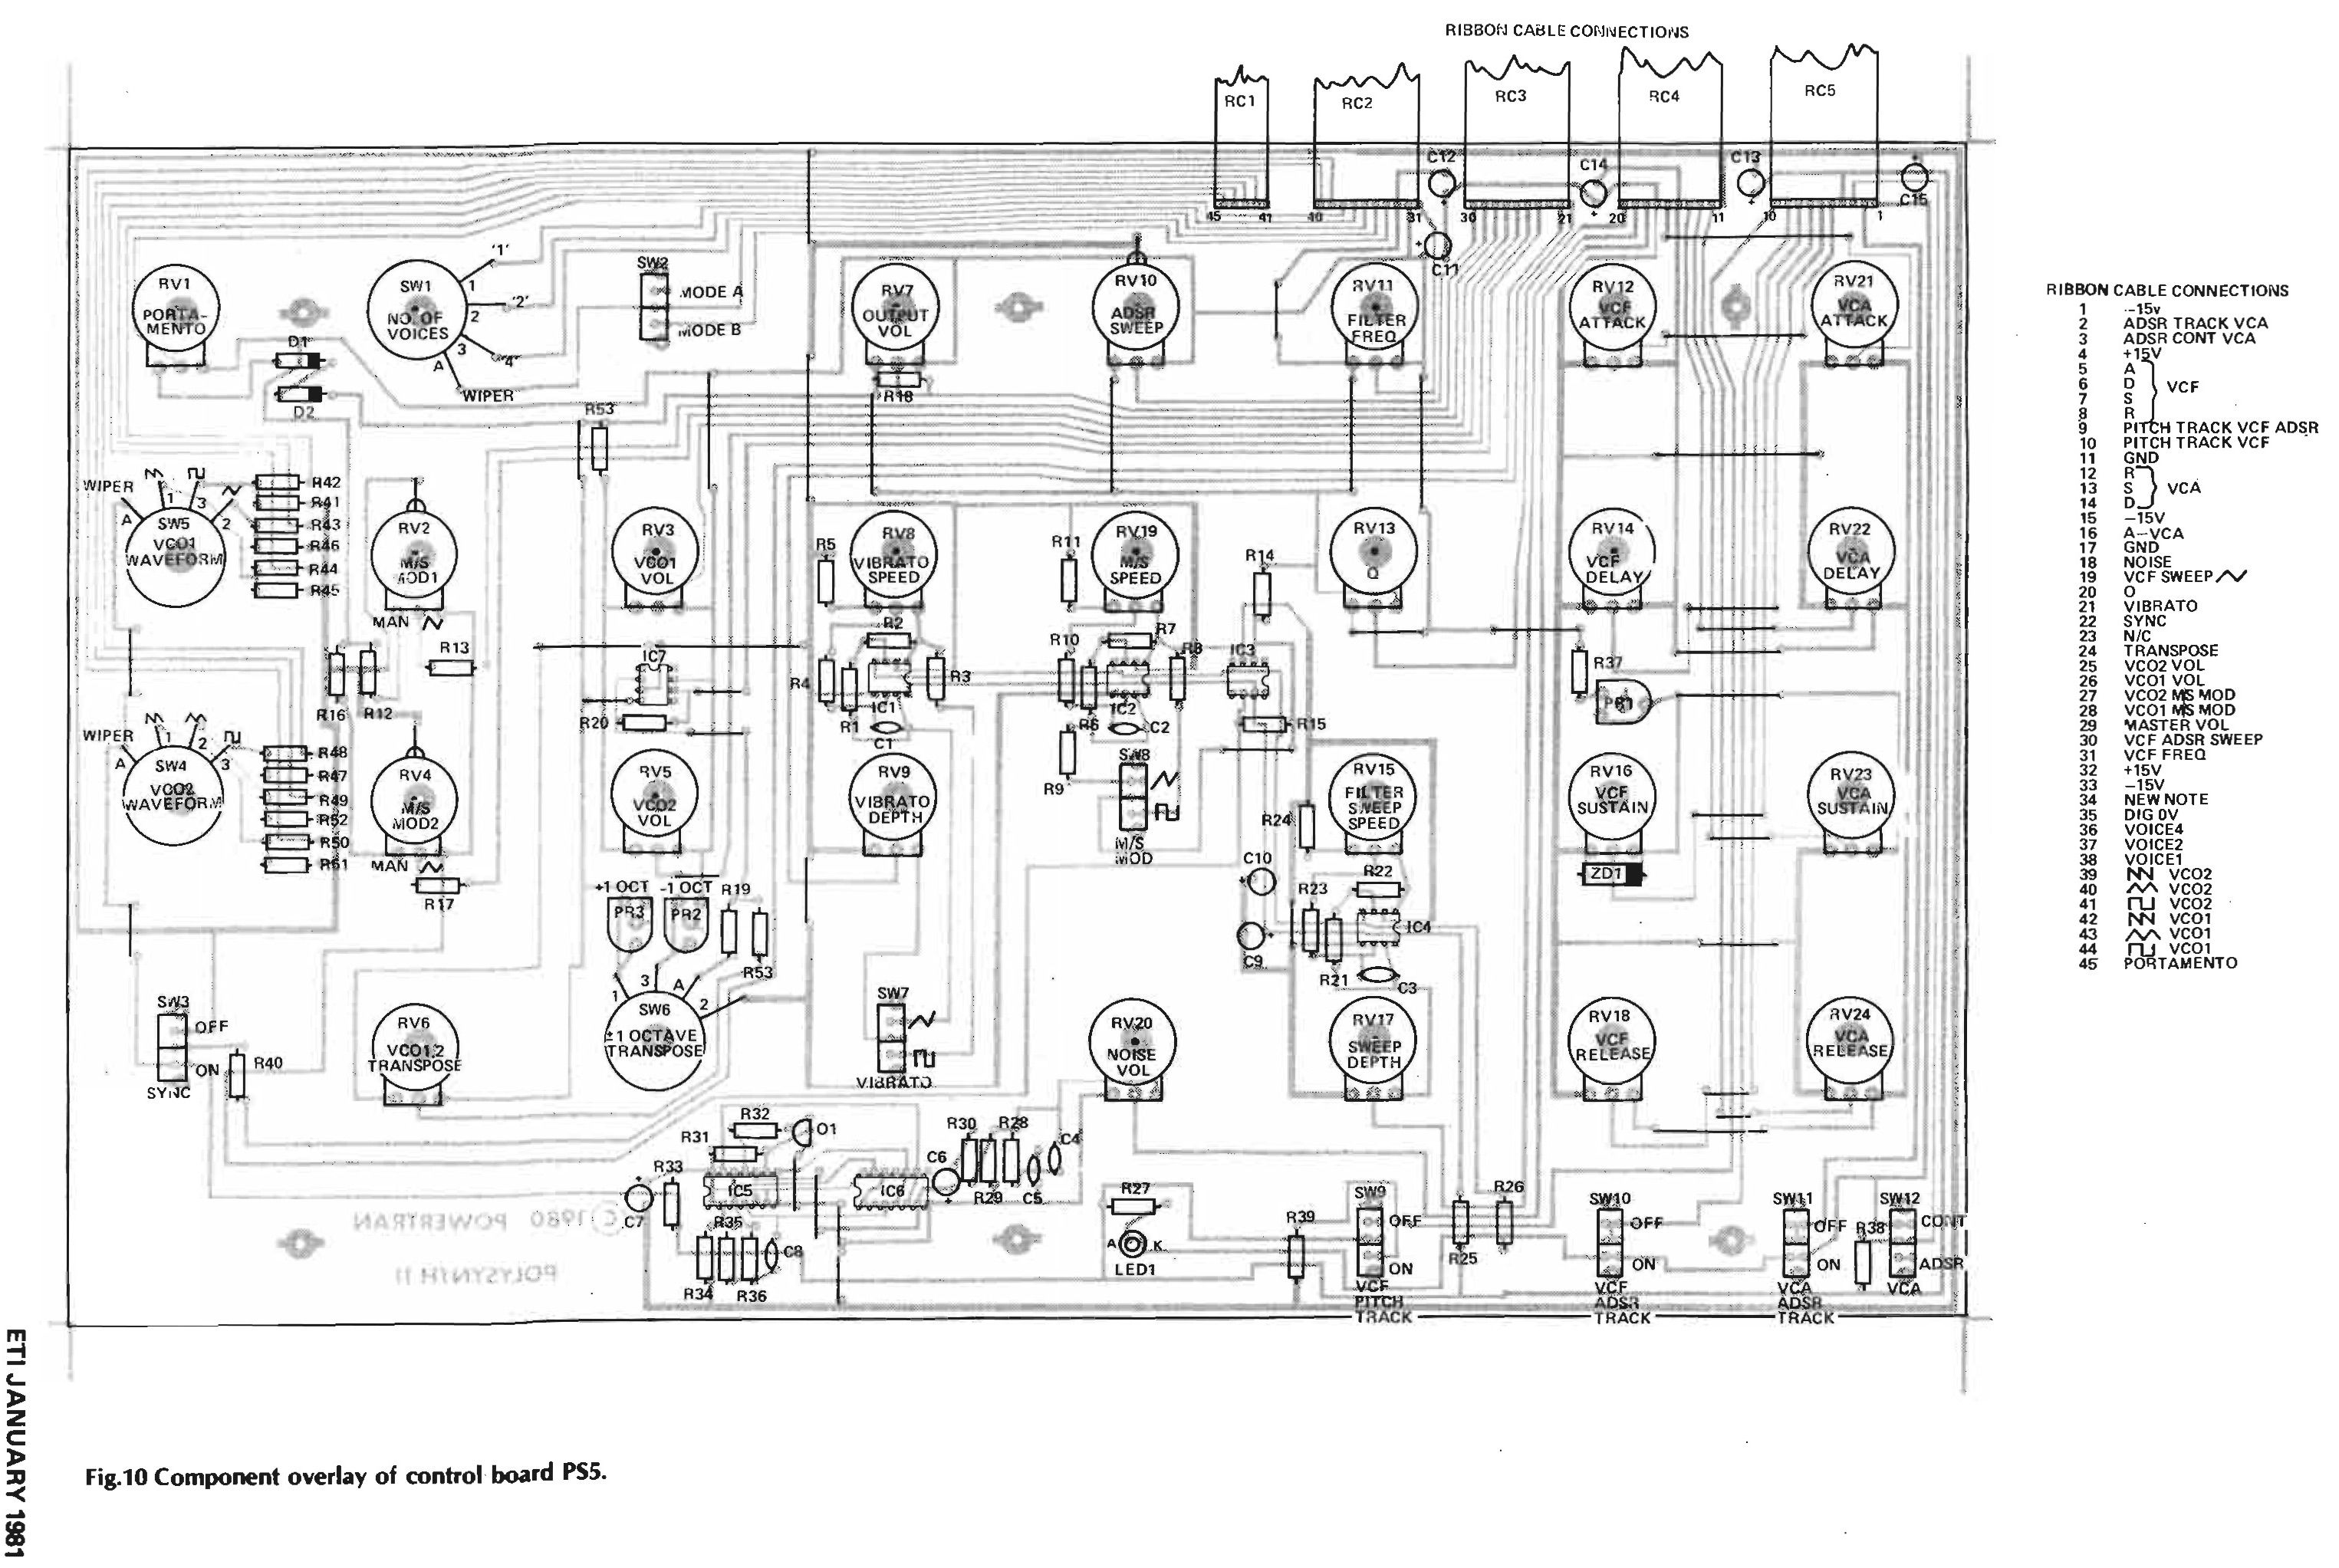 RIBBON CABLE CONNECTIONS
RC1 RC2 RC3 RC4 RC5
C12 C14 C13 C15
45 41 40 31 30 21 20 11 10 1
C11
RV1
PORTA-
MENTO
SW1
NO. OF
VOICES
'1'
1
'2'
2
3
'4'
A
WIPER
SW2
MODE A
MODE B
RV7
OUTPUT
VOL
RV10
ADSR
SWEEP
RV11
FILTER
FREQ
RV12
VCF
ATTACK
RV21
VCA
ATTACK
D1
D2
R18
R53
WIPER
A
1
3
2
SW5
VCO1
WAVEFORM
R42
R41
R43
R46
R44
R45
RV2
M/S
MOD1
MAN
RV3
VCO1
VOL
R5
RV8
VIBRATO
SPEED
R11
RV19
M/S
SPEED
R14
RV13
Q
RV14
VCF
DELAY
RV22
VCA
DELAY
R16 R12
R13
IC7
R20
R2
R4
R1
IC1
C1
R3
R10
R7
R8
R6
IC2
C2
R9
IC3
R15
R37
PR1
WIPER
A
1
2
3
SW4
VCO2
WAVEFORM
R48
R47
R49
R52
R50
R51
RV4
M/S
MOD2
MAN
R17
RV5
VCO2
VOL
RV9
VIBRATO
DEPTH
SW8
M/S
MOD
R24
RV15
FILTER
SWEEP
SPEED
RV16
VCF
SUSTAIN
RV23
VCA
SUSTAIN
ZD1
C10
C9
R23
R22
R21
IC4
C3
+1 OCT -1 OCT R19
PR3
PR2
R53
1
3
A
2
SW6
±1 OCTAVE
TRANSPOSE
SW3
OFF
ON
SYNC
R40
RV6
VCO1,2
TRANSPOSE
SW7
VIBRATO
RV20
NOISE
VOL
RV17
SWEEP
DEPTH
RV18
VCF
RELEASE
RV24
VCA
RELEASE
R32
R31
Q1
R33
IC5
IC6
C7
R35
R34 R36
C8
C6
R30
R28
R29
C5
C4
R27
A K
LED1
R39
SW9
OFF
ON
VCF
PITCH
TRACK
R25
R26
SW10
OFF
ON
VCF
ADSR
TRACK
SW11
OFF
ON
VCA
ADSR
TRACK
R38
SW12
CONT
ADSR
VCA
© 1980 POWERTRAN
POLYSYNTH 11
RIBBON CABLE CONNECTIONS
1 -15v
2 ADSR TRACK VCA
3 ADSR CONT VCA
4 +15V
5 A
6 D VCF
7 S
8 R
9 PITCH TRACK VCF ADSR
10 PITCH TRACK VCF
11 GND
12 R
13 S VCA
14 D
15 -15V
16 A-VCA
17 GND
18 NOISE
19 VCF SWEEP
20 O
21 VIBRATO
22 SYNC
23 N/C
24 TRANSPOSE
25 VCO2 VOL
26 VCO1 VOL
27 VCO2 MS MOD
28 VCO1 MS MOD
29 MASTER VOL
30 VCF ADSR SWEEP
31 VCF FREQ
32 +15V
33 -15V
34 NEW NOTE
35 DIG 0V
36 VOICE4
37 VOICE2
38 VOICE1
39 VCO2
40 VCO2
41 VCO2
42 VCO1
43 VCO1
44 VCO1
45 PORTAMENTO
Fig.10 Component overlay of control board PS5.
ETI JANUARY 1981